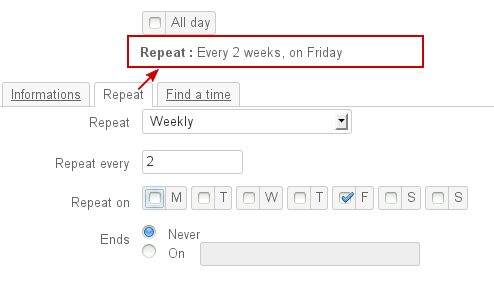 All day
Repeat : Every 2 weeks, on Friday
Informations Repeat Find a time
Repeat Weekly
Repeat every 2
Repeat on M T W T F S S
Ends Never
On